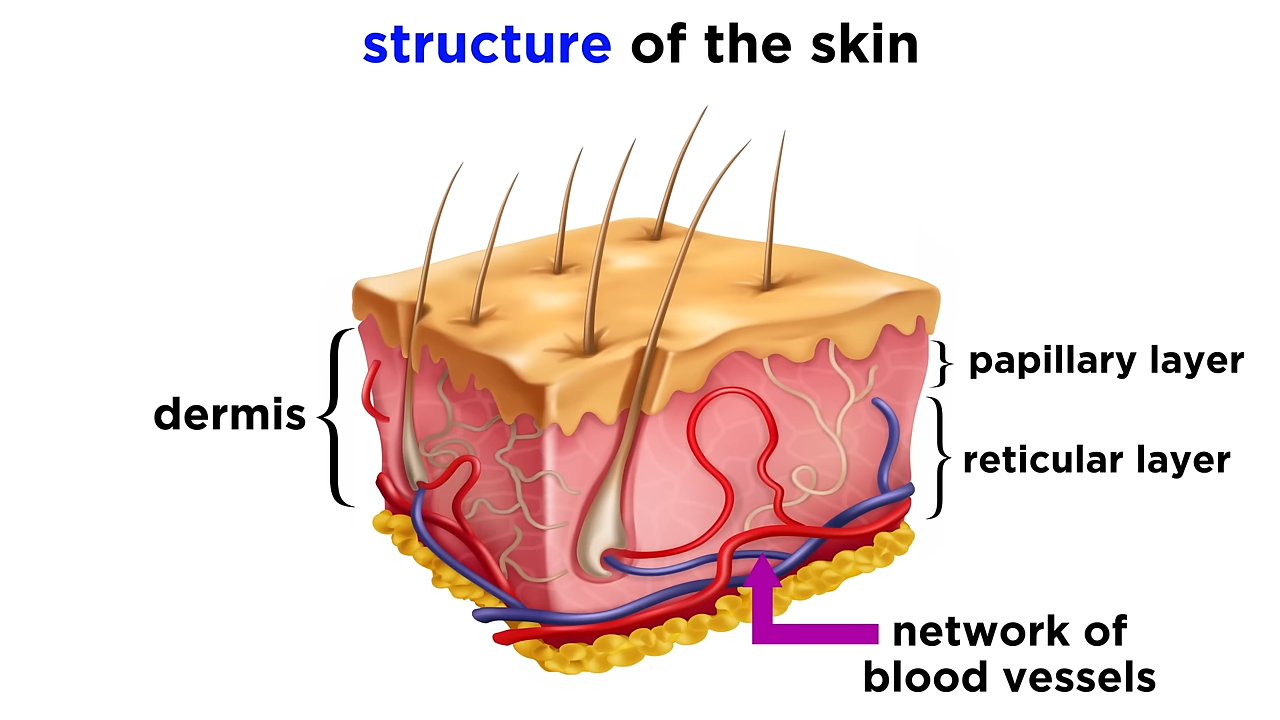 structure of the skin
dermis
papillary layer
reticular layer
network of
blood vessels